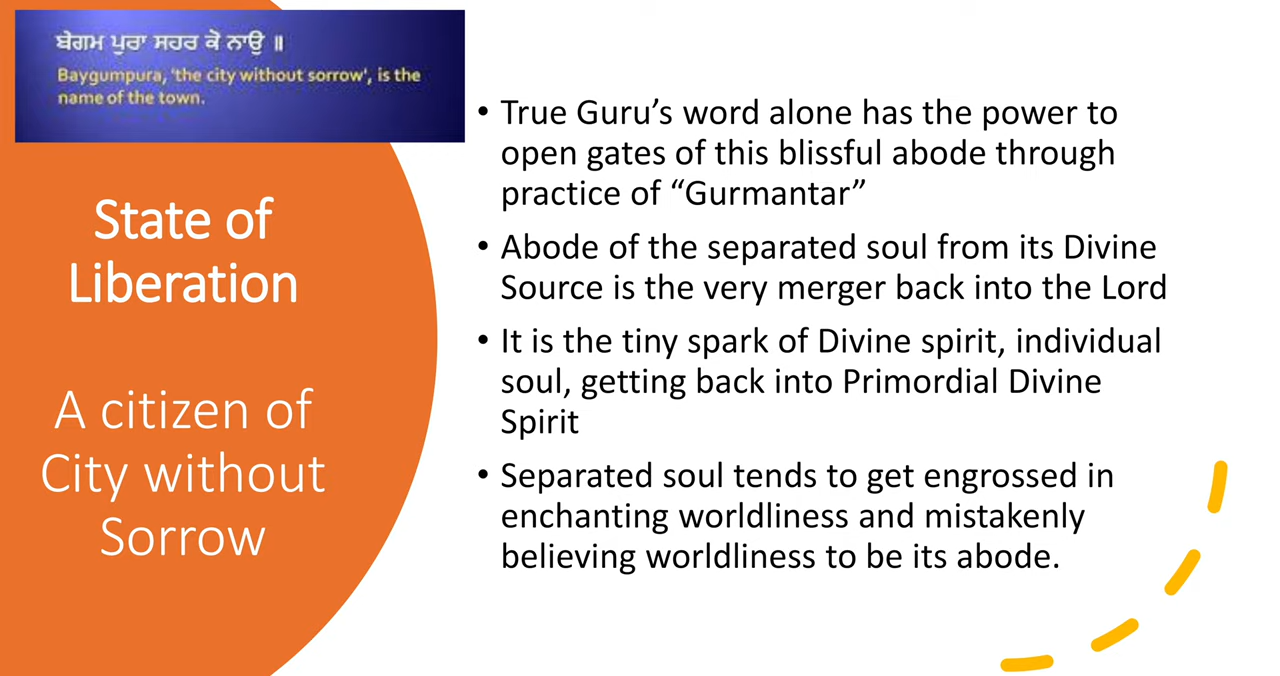 ਬੇਗਮ ਪੁਰਾ ਸਹਰ ਕੋ ਨਾਉ ॥
Baygumpura, 'the city without sorrow', is the
name of the town.
State of
Liberation
A citizen of
City without
Sorrow
• True Guru’s word alone has the power to
open gates of this blissful abode through
practice of “Gurmantar”
• Abode of the separated soul from its Divine
Source is the very merger back into the Lord
• It is the tiny spark of Divine spirit, individual
soul, getting back into Primordial Divine
Spirit
• Separated soul tends to get engrossed in
enchanting worldliness and mistakenly
believing worldliness to be its abode.